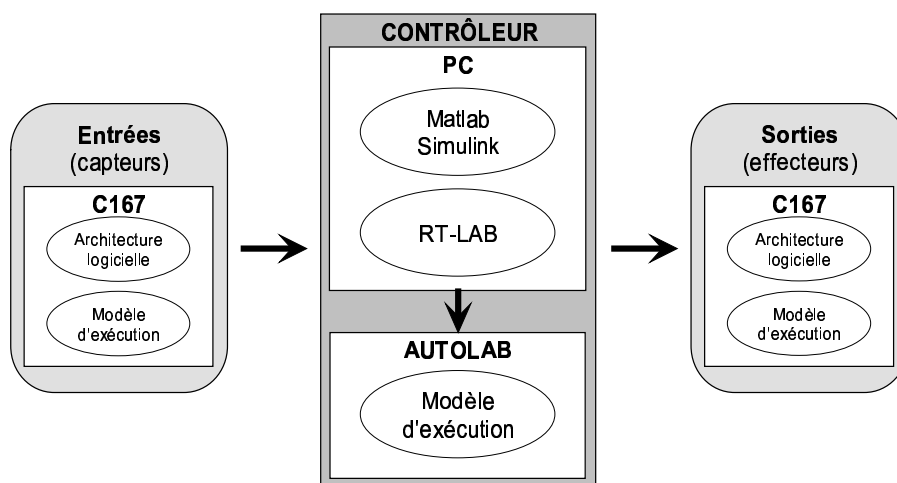 Entrées
(capteurs)
C167
Architecture
logicielle
Modèle
d'exécution
CONTRÔLEUR
PC
Matlab
Simulink
RT-LAB
AUTOLAB
Modèle
d'exécution
Sorties
(effecteurs)
C167
Architecture
logicielle
Modèle
d'exécution